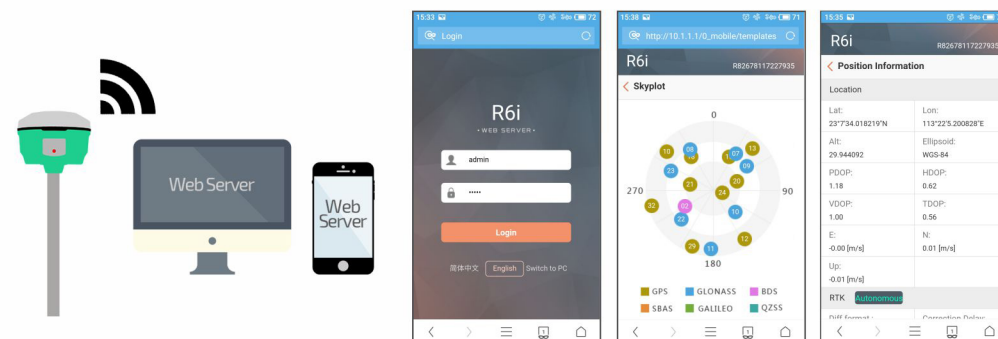 Web Server
Web
Server
15:33
72
Login
R6i
·WEB SERVER·
admin
Login
简体中文 English Switch to PC
1
15:38
71
http://10.1.1.1/0_mobile/templates
R6i
R82678117227935
Skyplot
0
270
90
180
10
08
07
13
09
23
21
20
24
32
02
22
10
12
29
11
GPS GLONASS BDS
SBAS GALILEO QZSS
1
15:35
R6i
R82678117227935
Position Information
Location
Lat: Lon:
23°7'34.018219"N 113°22'5.200828"E
Alt: Ellipsoid:
29.944092 WGS-84
PDOP: HDOP:
1.18 0.62
VDOP: TDOP:
1.00 0.56
E: N:
-0.00 [m/s] 0.01 [m/s]
Up:
-0.01 [m/s]
RTK Autonomous
Diff format : Correction Delay:
1